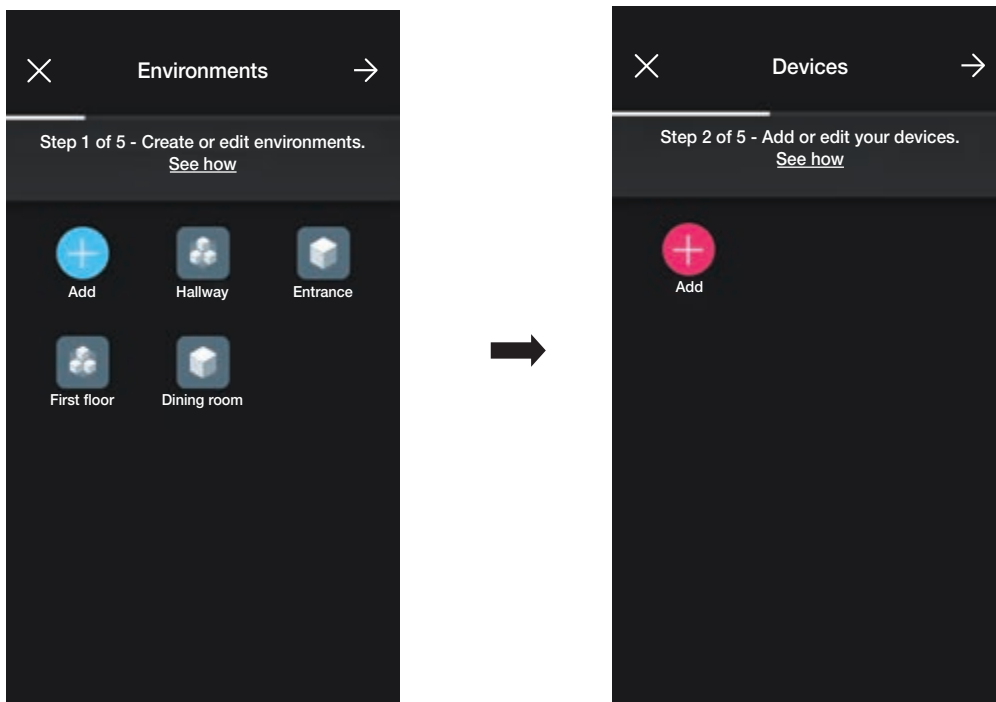 Environments
Step 1 of 5 - Create or edit environments.
See how
Add
Hallway
Entrance
First floor
Dining room
Devices
Step 2 of 5 - Add or edit your devices.
See how
Add